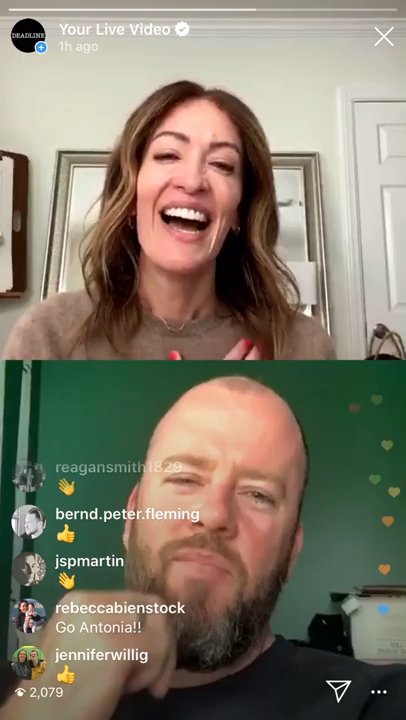 DEADLINE
Your Live Video
1h ago
reagansmith1829
👋
bernd.peter.fleming
👍
jspmartin
👋
rebeccabienstock
Go Antonia!!
jenniferwillig
👍
2,079